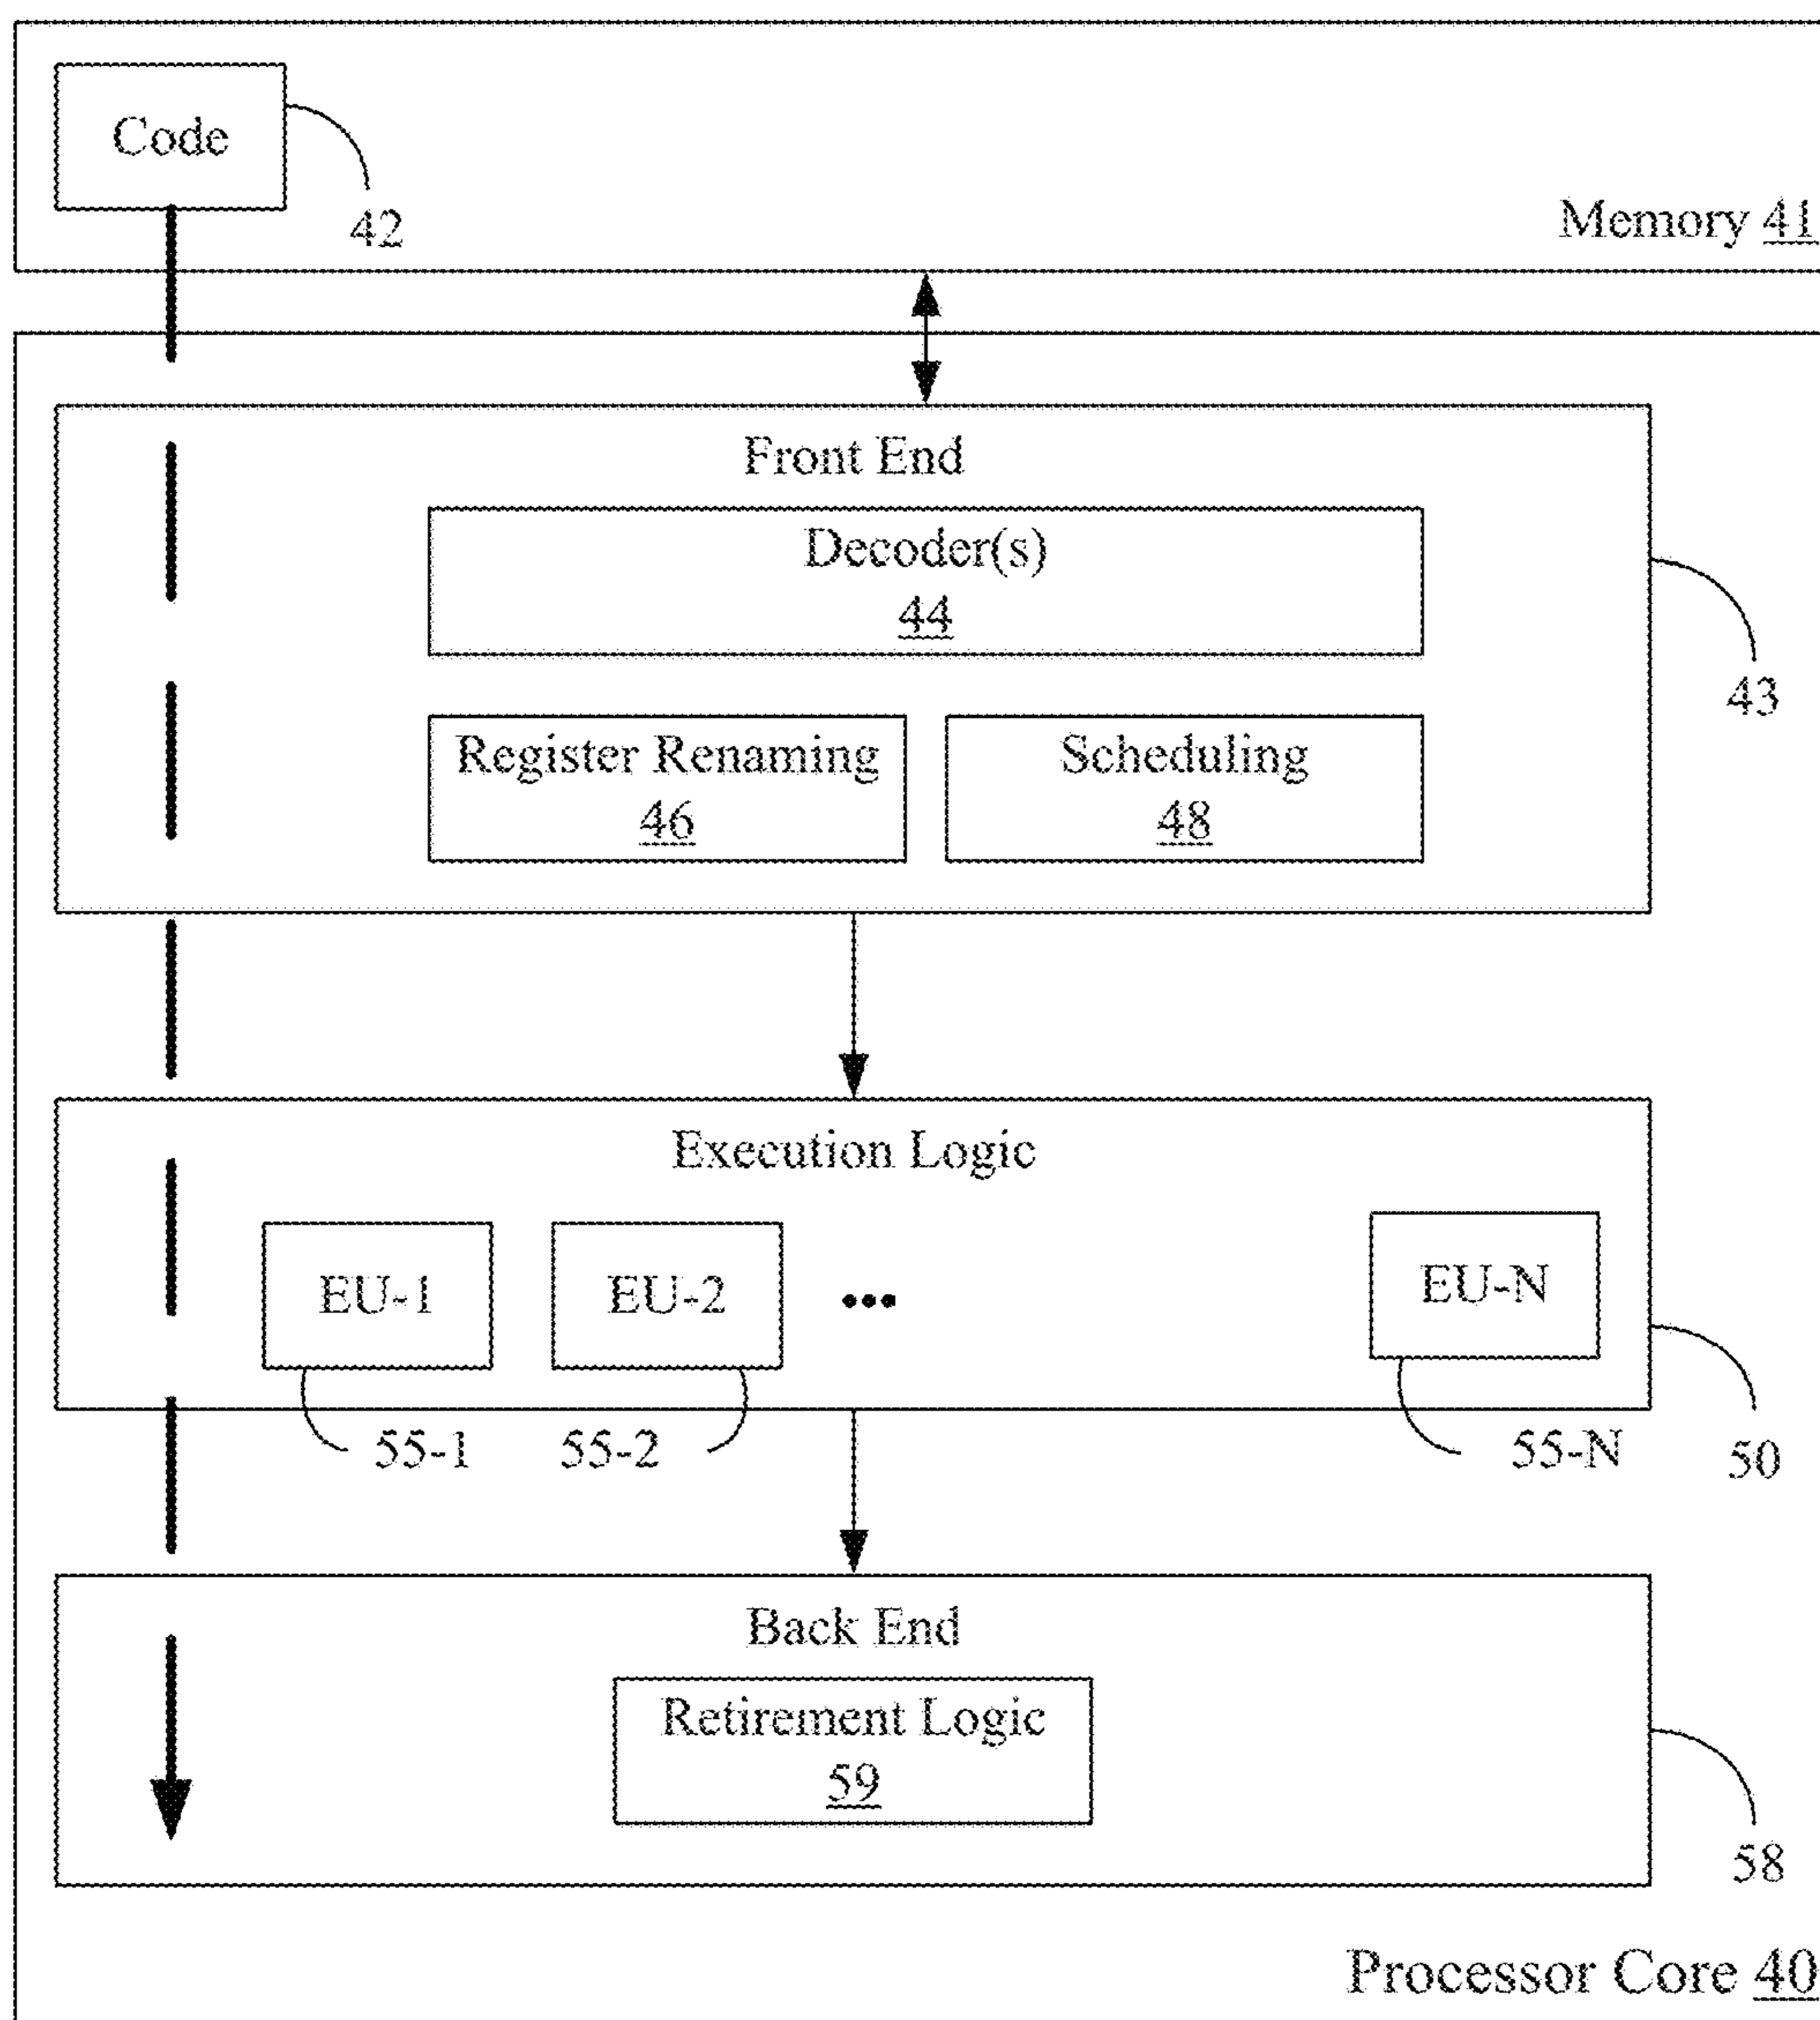 Code
42
Memory 41
Front End
Decoder(s)
44
43
Register Renaming
46
Scheduling
48
Execution Logic
EU-1
EU-2
•••
EU-N
55-1
55-2
55-N
50
Back End
Retirement Logic
59
58
Processor Core 40